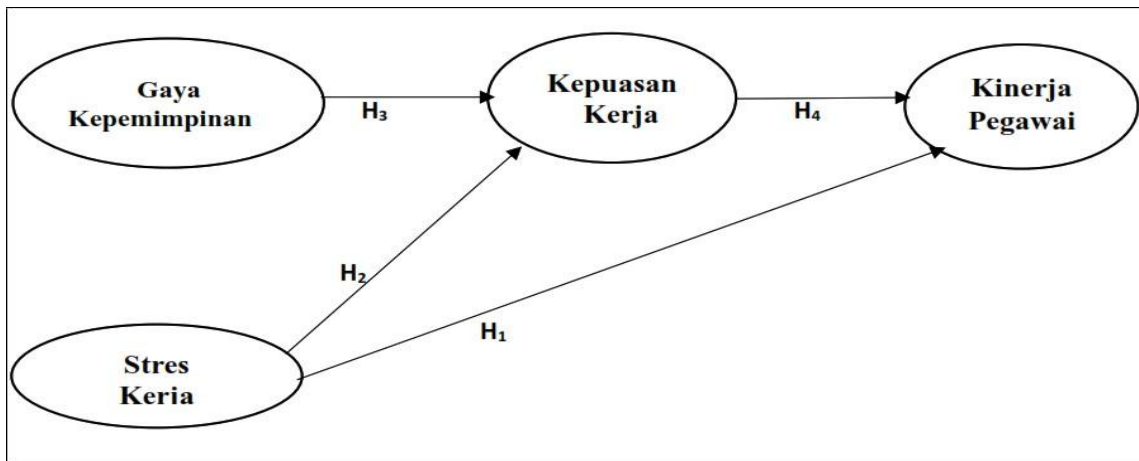 Gaya
Kepemimpinan
H₃
Kepuasan
Kerja
H₄
Kinerja
Pegawai
H₂
H₁
Stres
Keria